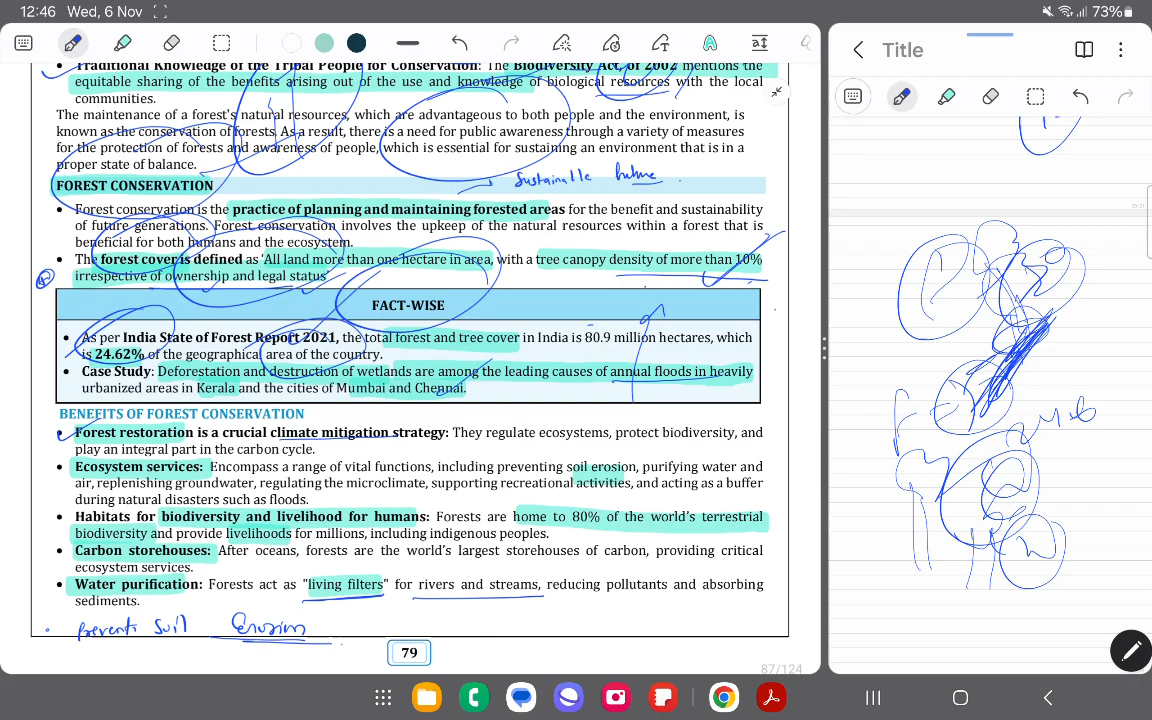 12:46 Wed, 6 Nov
73%
Title
• Traditional Knowledge of the Tribal People for Conservation: The Biodiversity Act, of 2002 mentions the
equitable sharing of the benefits arising out of the use and knowledge of biological resources with the local
communities.
The maintenance of a forest's natural resources, which are advantageous to both people and the environment, is
known as the conservation of forests. As a result, there is a need for public awareness through a variety of measures
for the protection of forests and awareness of people, which is essential for sustaining an environment that is in a
proper state of balance.
sustainable future
FOREST CONSERVATION
• Forest conservation is the practice of planning and maintaining forested areas for the benefit and sustainability
of future generations. Forest conservation involves the upkeep of the natural resources within a forest that is
beneficial for both humans and the ecosystem.
• The forest cover is defined as 'All land more than one hectare in area, with a tree canopy density of more than 10%
irrespective of ownership and legal status'
FACT-WISE
• As per India State of Forest Report 2021, the total forest and tree cover in India is 80.9 million hectares, which
is 24.62% of the geographical area of the country.
• Case Study: Deforestation and destruction of wetlands are among the leading causes of annual floods in heavily
urbanized areas in Kerala and the cities of Mumbai and Chennai.
BENEFITS OF FOREST CONSERVATION
• Forest restoration is a crucial climate mitigation strategy: They regulate ecosystems, protect biodiversity, and
play an integral part in the carbon cycle.
• Ecosystem services: Encompass a range of vital functions, including preventing soil erosion, purifying water and
air, replenishing groundwater, regulating the microclimate, supporting recreational activities, and acting as a buffer
during natural disasters such as floods.
• Habitats for biodiversity and livelihood for humans: Forests are home to 80% of the world's terrestrial
biodiversity and provide livelihoods for millions, including indigenous peoples.
• Carbon storehouses: After oceans, forests are the world's largest storehouses of carbon, providing critical
ecosystem services.
• Water purification: Forests act as "living filters" for rivers and streams, reducing pollutants and absorbing
sediments.
• prevents soil Erosion
79
87/124